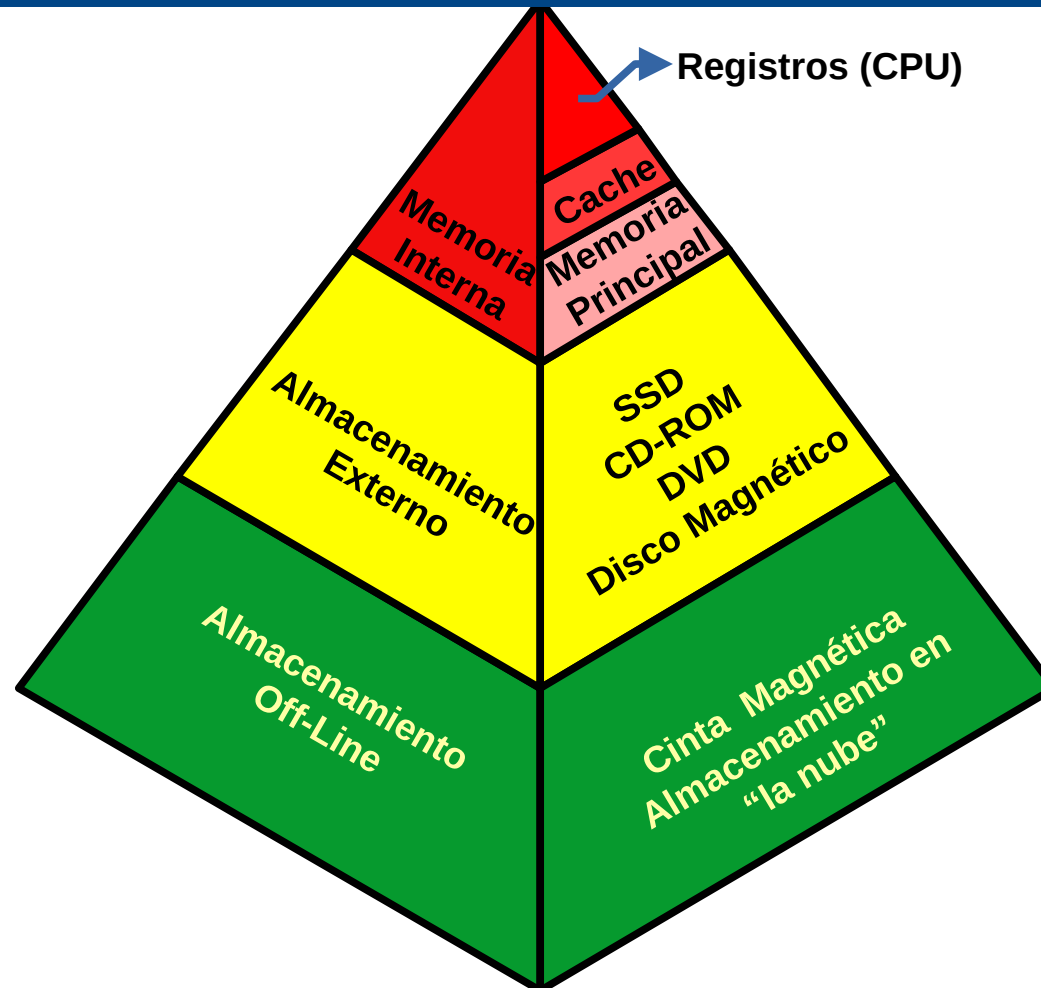 Registros (CPU)
Cache
Memoria
Principal
Memoria
Interna
SSD
CD-ROM
DVD
Disco Magnético
Almacenamiento
Externo
Cinta Magnética
Almacenamiento en
“la nube”
Almacenamiento
Off-Line